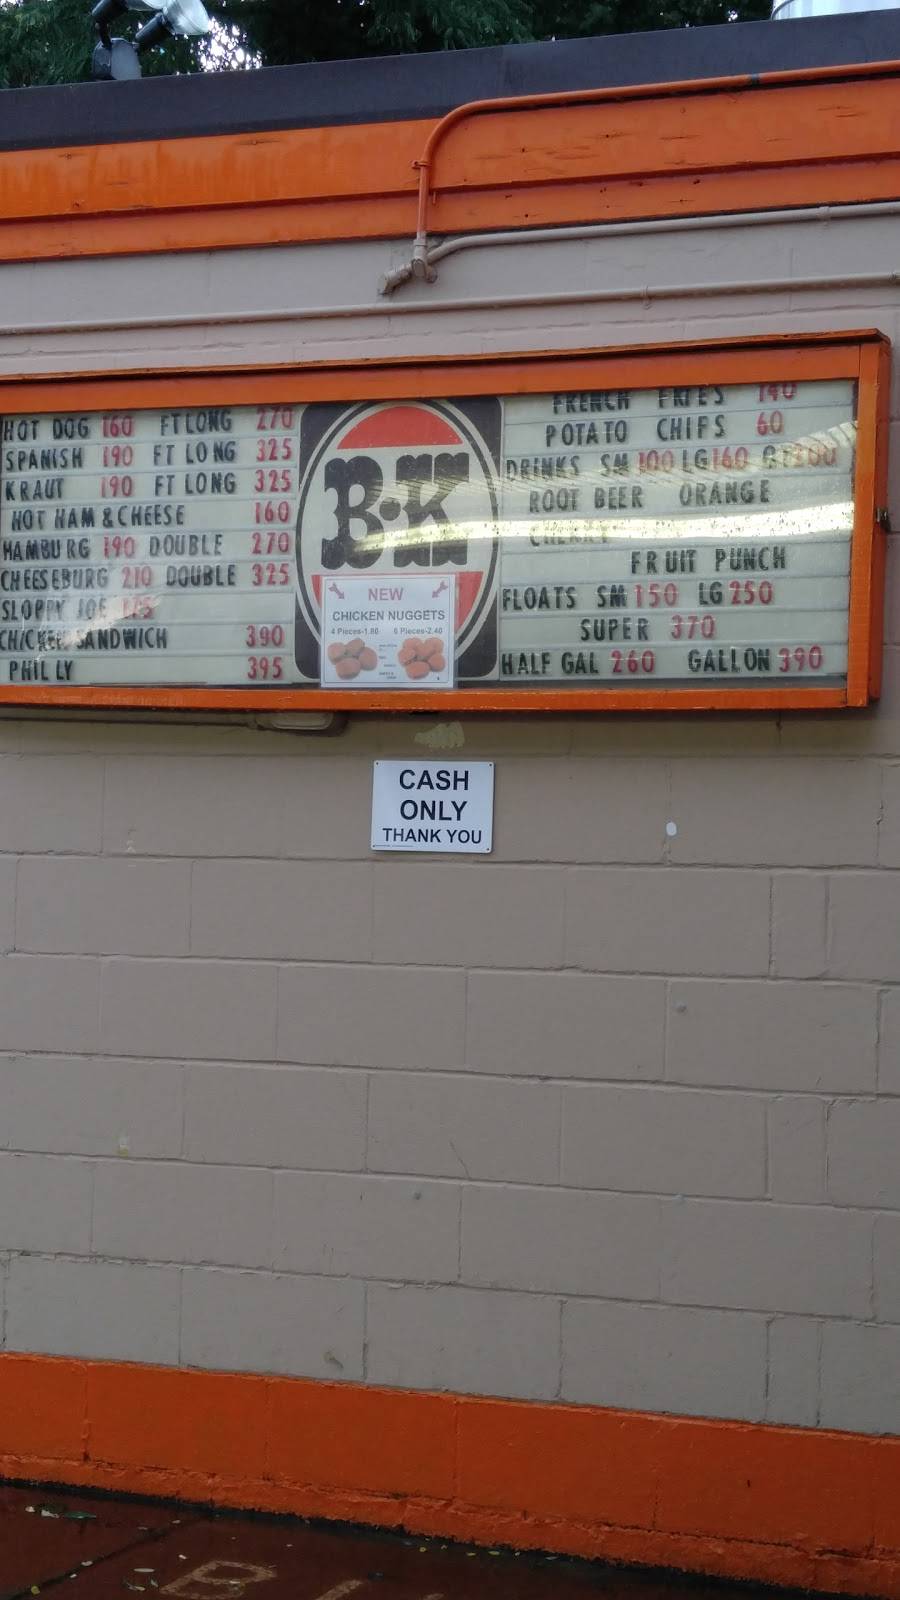 HOT DOG 160 FT LONG 270
SPANISH 190 FT LONG 325
KRAUT 190 FT LONG 325
HOT HAM & CHEESE 160
HAMBURG 190 DOUBLE 270
CHEESEBURG 210 DOUBLE 325
SLOPPY JOE 175
CHICKEN SANDWICH 390
PHILLY 395
B·K
NEW
CHICKEN NUGGETS
4 Pieces-1.80 6 Pieces-2.40
FRENCH FRIES 140
POTATO CHIPS 60
DRINKS SM 100 LG 160 QT 200
ROOT BEER ORANGE
CHERRY
FRUIT PUNCH
FLOATS SM 150 LG 250
SUPER 370
HALF GAL 260 GALLON 390
CASH
ONLY
THANK YOU